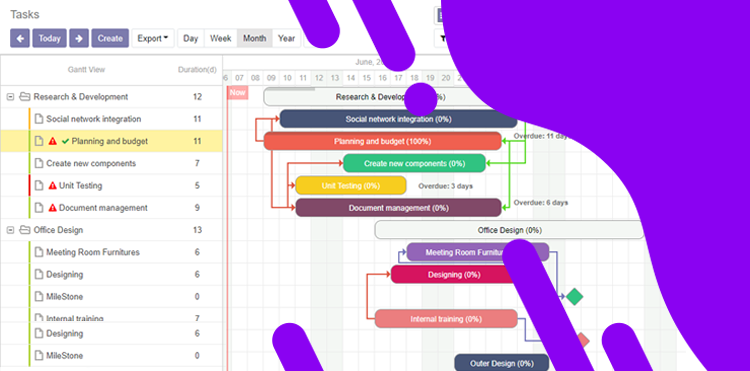 Tasks
Today
Create
Export
Day
Week
Month
Year
Gantt View
Duration(d)
June,
06 07 08 09 10 11 12 13 14 15 16 17 18 19 20
Now
Research & Development
12
Research & Develo (0%)
Social network integration
11
Social network integration (0%)
Planning and budget
11
Planning and budget (100%)
Overdue: 11 day
Create new components
7
Create new components (0%)
Unit Testing
5
Unit Testing (0%)
Overdue: 3 days
Document management
9
Document management (0%)
Overdue: 6 days
Office Design
13
Office Design (0%)
Meeting Room Furnitures
6
Meeting Room Furnitu
Designing
6
Designing (0%)
MileStone
0
Internal training
7
Internal training (0%)
Designing
6
MileStone
0
Outer Design (0%)